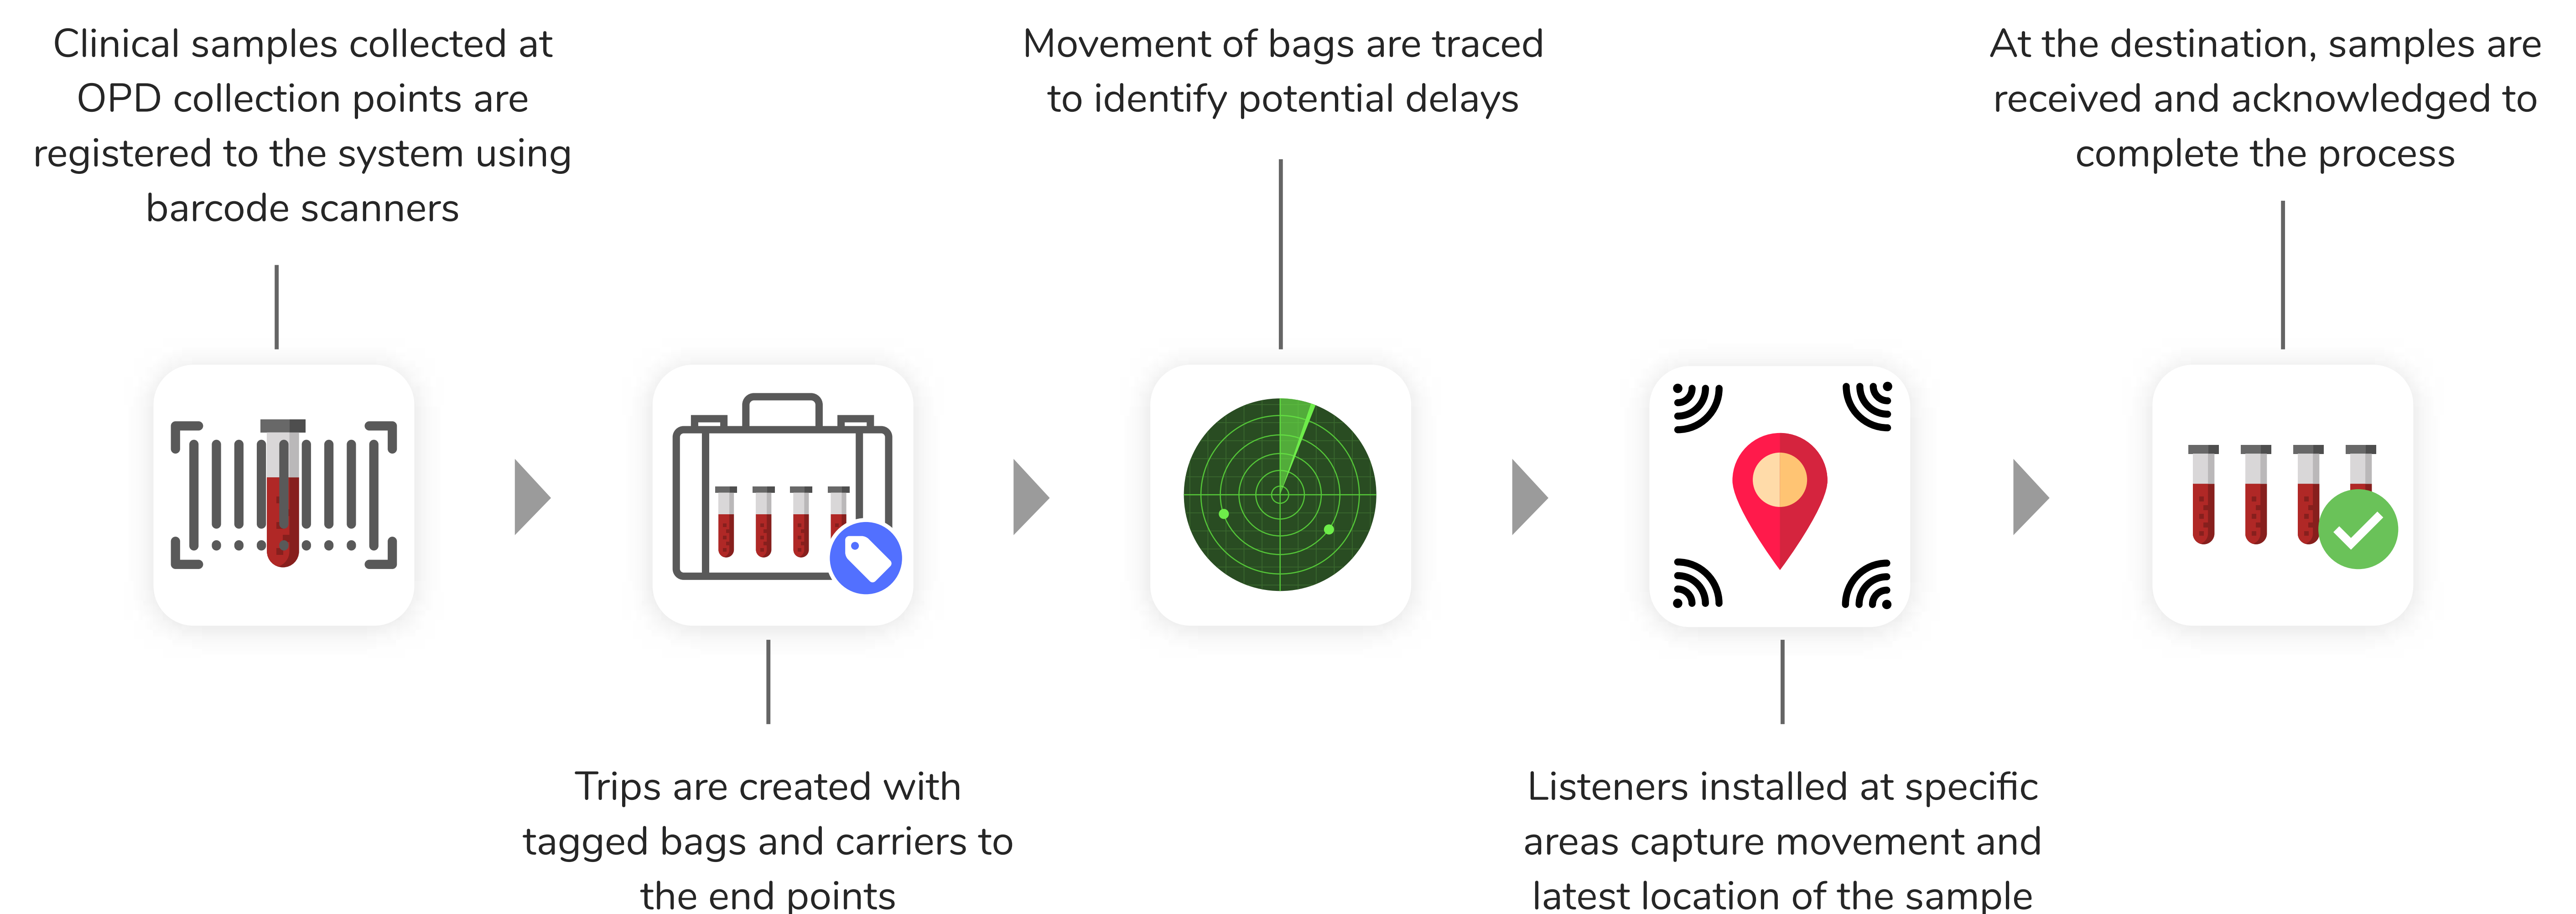 Clinical samples collected at
OPD collection points are
registered to the system using
barcode scanners
Trips are created with
tagged bags and carriers to
the end points
Movement of bags are traced
to identify potential delays
Listeners installed at specific
areas capture movement and
latest location of the sample
At the destination, samples are
received and acknowledged to
complete the process